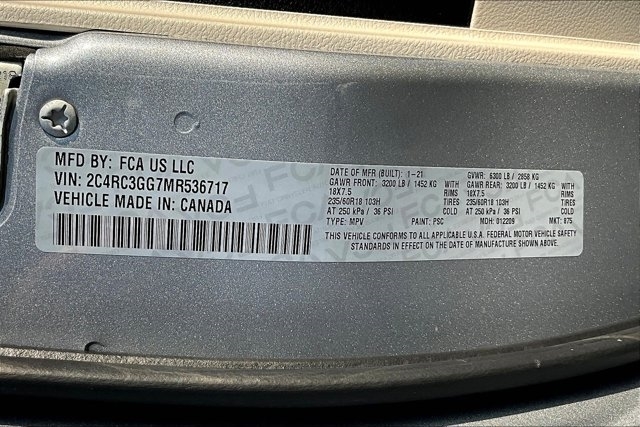 MFD BY: FCA US LLC
VIN: 2C4RC3GG7MR536717
VEHICLE MADE IN: CANADA
DATE OF MFR (BUILT): 1-21 GVWR: 6300 LB / 2858 KG
GAWR FRONT: 3200 LB / 1452 KG WITH GAWR REAR: 3200 LB / 1452 KG WITH
18X7.5 RIMS 18X7.5 RIMS
235/60R18 103H TIRES 235/60R18 103H TIRES
AT 250 kPa / 36 PSI COLD AT 250 kPa / 36 PSI COLD
TYPE: MPV PAINT: PSC MDH: 012209 MKT: 875
THIS VEHICLE CONFORMS TO ALL APPLICABLE U.S.A. FEDERAL MOTOR VEHICLE SAFETY
STANDARDS IN EFFECT ON THE DATE OF MANUFACTURE SHOWN ABOVE.